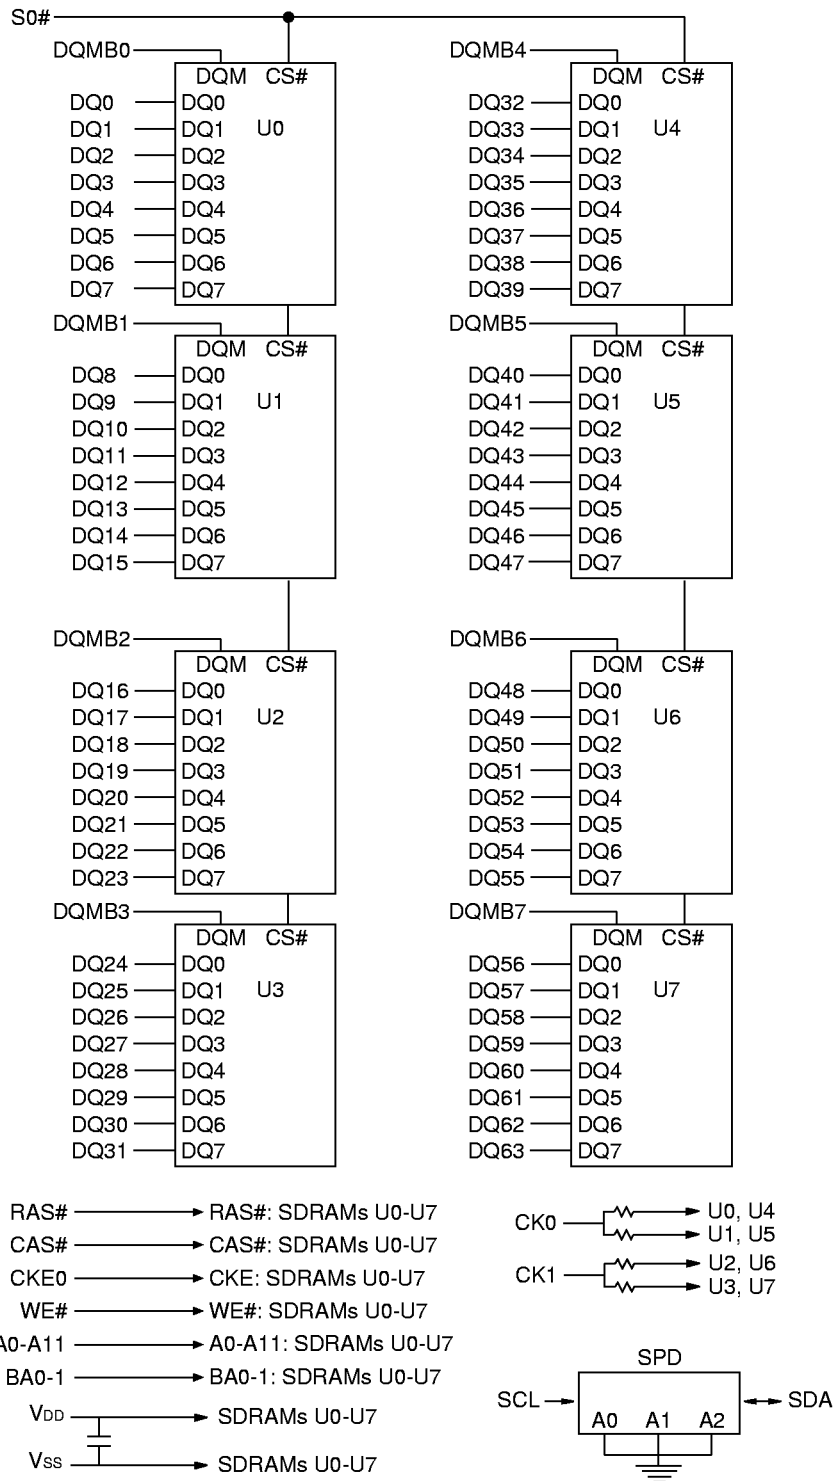 S0#
DQMB0
DQM CS#
DQ0 DQ0
DQ1 DQ1 U0
DQ2 DQ2
DQ3 DQ3
DQ4 DQ4
DQ5 DQ5
DQ6 DQ6
DQ7 DQ7
DQMB1
DQM CS#
DQ8 DQ0
DQ9 DQ1 U1
DQ10 DQ2
DQ11 DQ3
DQ12 DQ4
DQ13 DQ5
DQ14 DQ6
DQ15 DQ7
DQMB2
DQM CS#
DQ16 DQ0
DQ17 DQ1 U2
DQ18 DQ2
DQ19 DQ3
DQ20 DQ4
DQ21 DQ5
DQ22 DQ6
DQ23 DQ7
DQMB3
DQM CS#
DQ24 DQ0
DQ25 DQ1 U3
DQ26 DQ2
DQ27 DQ3
DQ28 DQ4
DQ29 DQ5
DQ30 DQ6
DQ31 DQ7
DQMB4
DQM CS#
DQ32 DQ0
DQ33 DQ1 U4
DQ34 DQ2
DQ35 DQ3
DQ36 DQ4
DQ37 DQ5
DQ38 DQ6
DQ39 DQ7
DQMB5
DQM CS#
DQ40 DQ0
DQ41 DQ1 U5
DQ42 DQ2
DQ43 DQ3
DQ44 DQ4
DQ45 DQ5
DQ46 DQ6
DQ47 DQ7
DQMB6
DQM CS#
DQ48 DQ0
DQ49 DQ1 U6
DQ50 DQ2
DQ51 DQ3
DQ52 DQ4
DQ53 DQ5
DQ54 DQ6
DQ55 DQ7
DQMB7
DQM CS#
DQ56 DQ0
DQ57 DQ1 U7
DQ58 DQ2
DQ59 DQ3
DQ60 DQ4
DQ61 DQ5
DQ62 DQ6
DQ63 DQ7
RAS# RAS#: SDRAMs U0-U7
CAS# CAS#: SDRAMs U0-U7
CKE0 CKE: SDRAMs U0-U7
WE# WE#: SDRAMs U0-U7
A0-A11 A0-A11: SDRAMs U0-U7
BA0-1 BA0-1: SDRAMs U0-U7
VDD SDRAMs U0-U7
VSS SDRAMs U0-U7
CK0
U0, U4
U1, U5
CK1
U2, U6
U3, U7
SPD
SCL SDA
A0 A1 A2